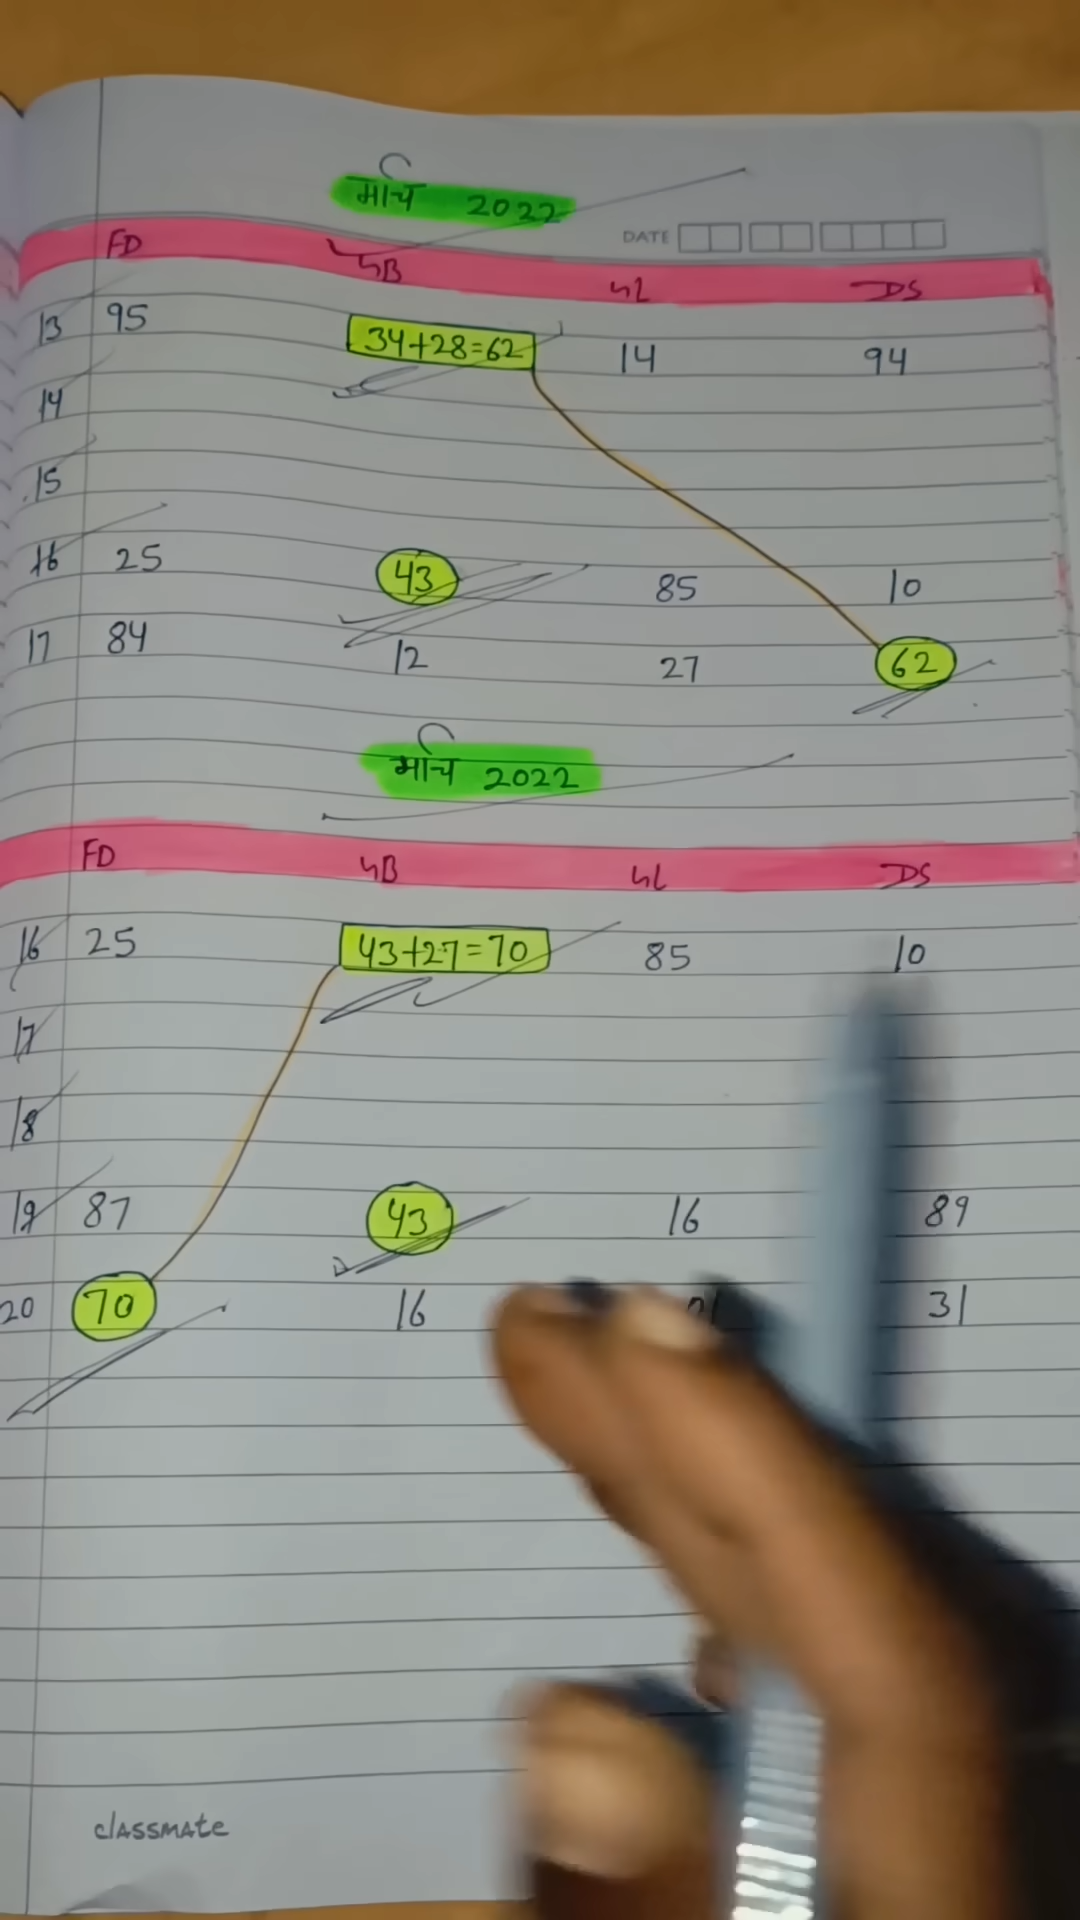 मार्च 2022
DATE
FD GB GL DS
13 95 34+28=62 14 94
14
15
16 25 43 85 10
17 84 12 27 62
मार्च 2022
FD GB GL DS
16 25 43+27=70 85 10
17
18
19 87 43 16 89
20 70 16 31
classmate